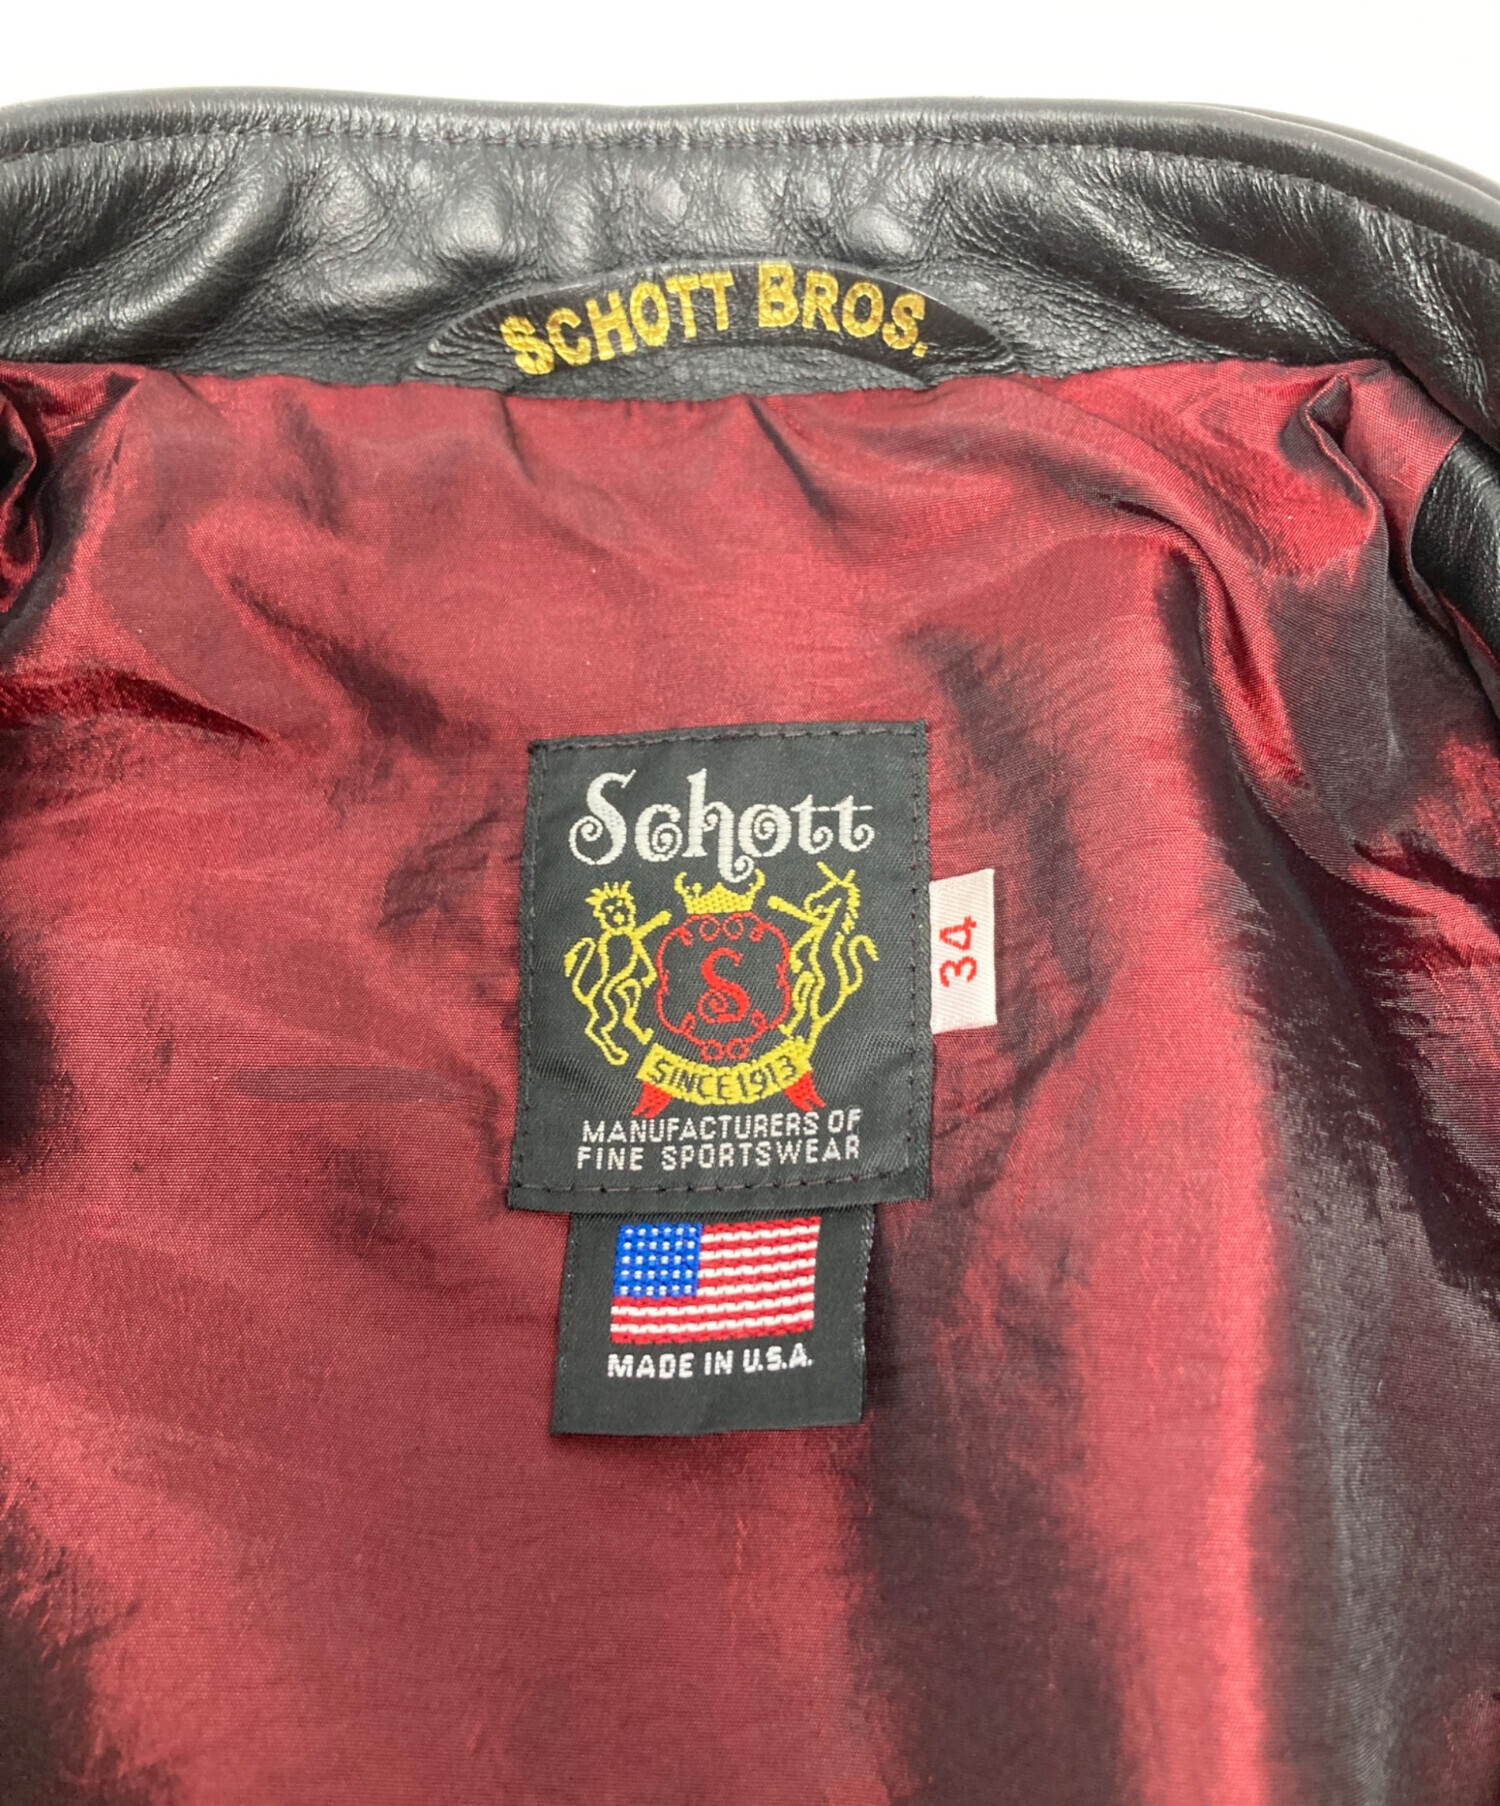 SCHOTT BROS.
Schott
S
SINCE 1913
MANUFACTURERS OF
FINE SPORTSWEAR
34
MADE IN U.S.A.